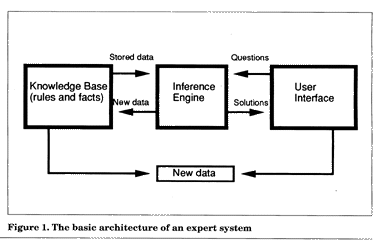 Stored data
Questions
Knowledge Base
(rules and facts)
New data
Inference
Engine
Solutions
User
Interface
New data
Figure 1. The basic architecture of an expert system